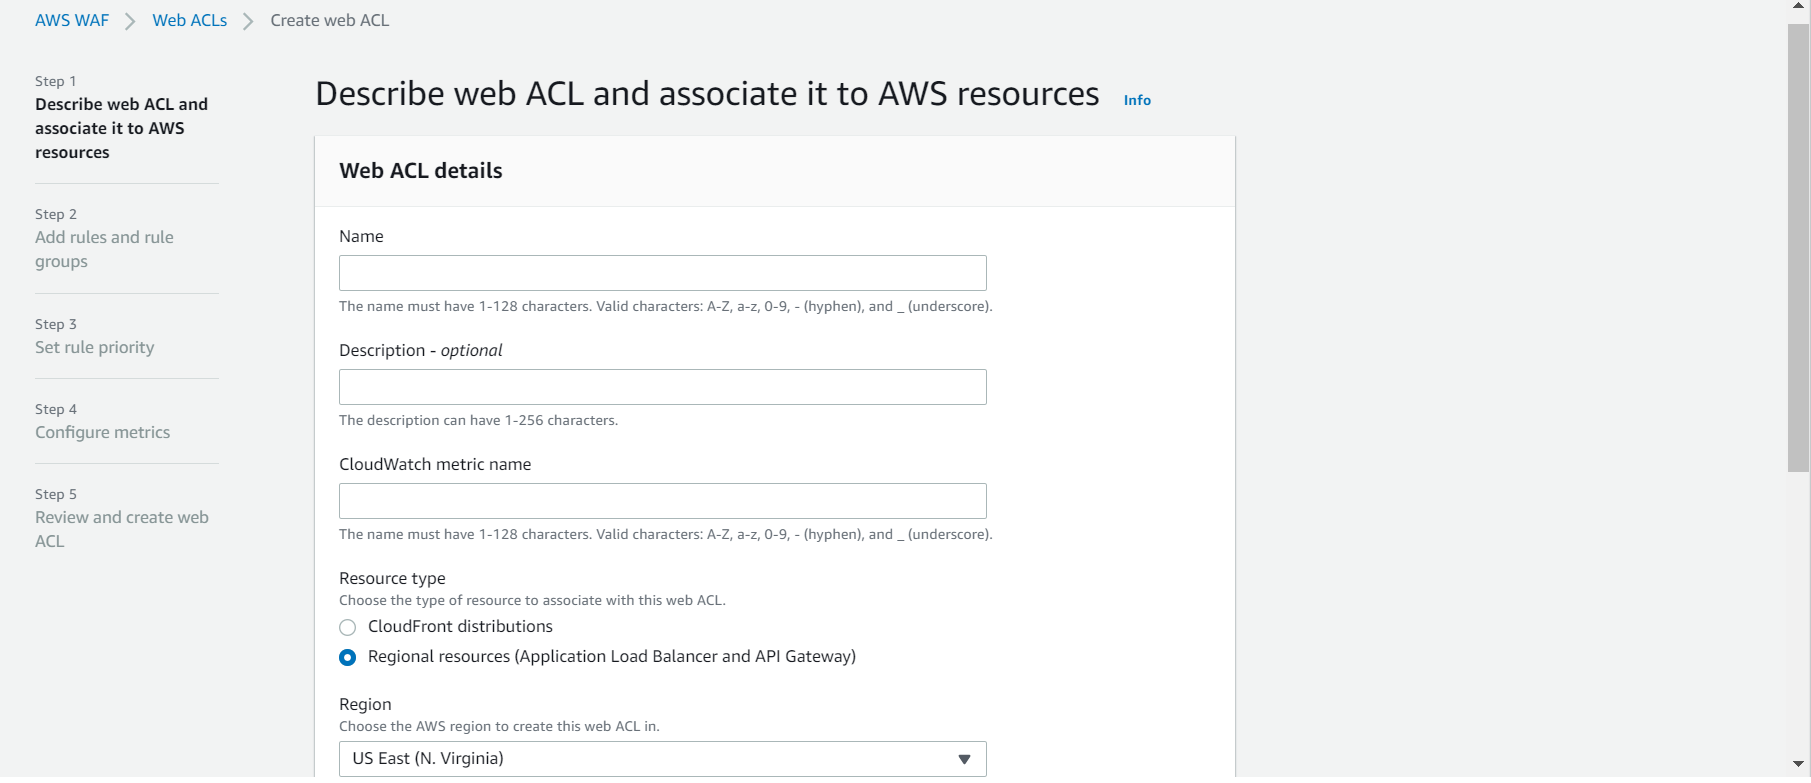 AWS WAF > Web ACLs > Create web ACL
Step 1
Describe web ACL and
associate it to AWS
resources
Step 2
Add rules and rule
groups
Step 3
Set rule priority
Step 4
Configure metrics
Step 5
Review and create web
ACL
Describe web ACL and associate it to AWS resources Info
Web ACL details
Name
The name must have 1-128 characters. Valid characters: A-Z, a-z, 0-9, - (hyphen), and _ (underscore).
Description - optional
The description can have 1-256 characters.
CloudWatch metric name
The name must have 1-128 characters. Valid characters: A-Z, a-z, 0-9, - (hyphen), and _ (underscore).
Resource type
Choose the type of resource to associate with this web ACL.
CloudFront distributions
Regional resources (Application Load Balancer and API Gateway)
Region
Choose the AWS region to create this web ACL in.
US East (N. Virginia)